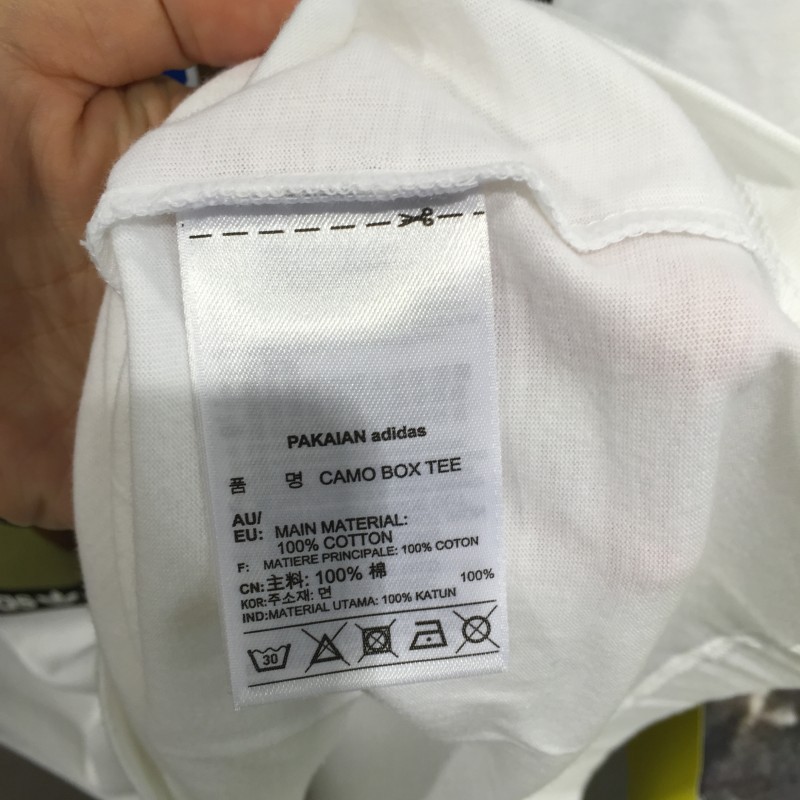 PAKAIAN adidas
품 명 CAMO BOX TEE
AU/
EU: MAIN MATERIAL:
100% COTTON
F: MATIERE PRINCIPALE: 100% COTON
CN: 主料: 100% 棉
KOR: 주소재: 면 100%
IND: MATERIAL UTAMA: 100% KATUN
30